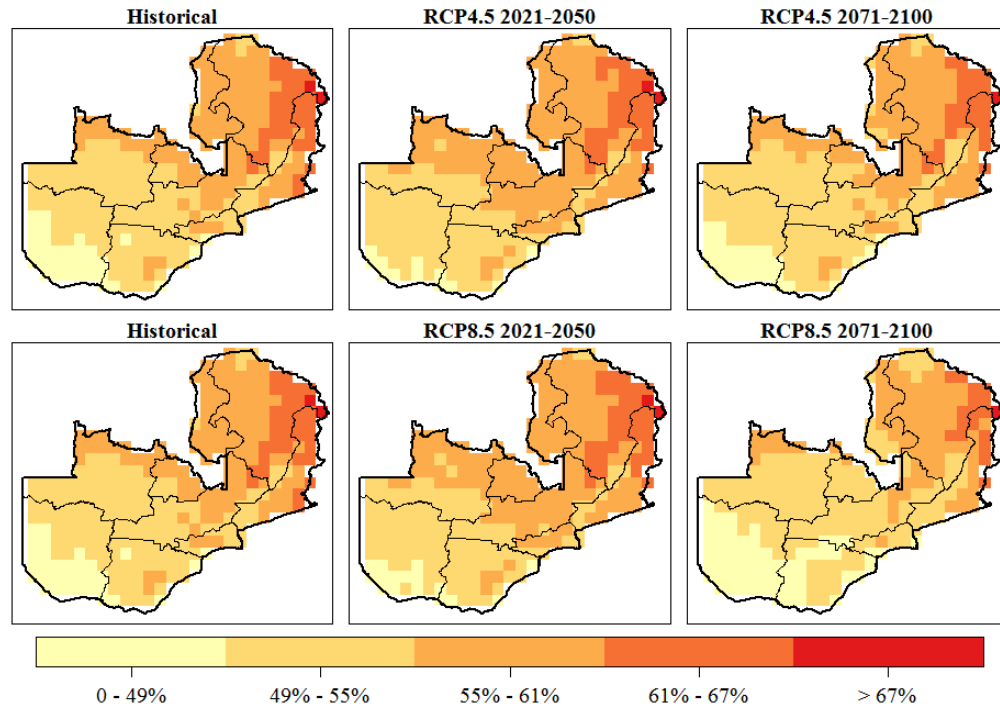 Historical RCP4.5 2021-2050 RCP4.5 2071-2100
Historical RCP8.5 2021-2050 RCP8.5 2071-2100
0 - 49% 49% - 55% 55% - 61% 61% - 67% > 67%